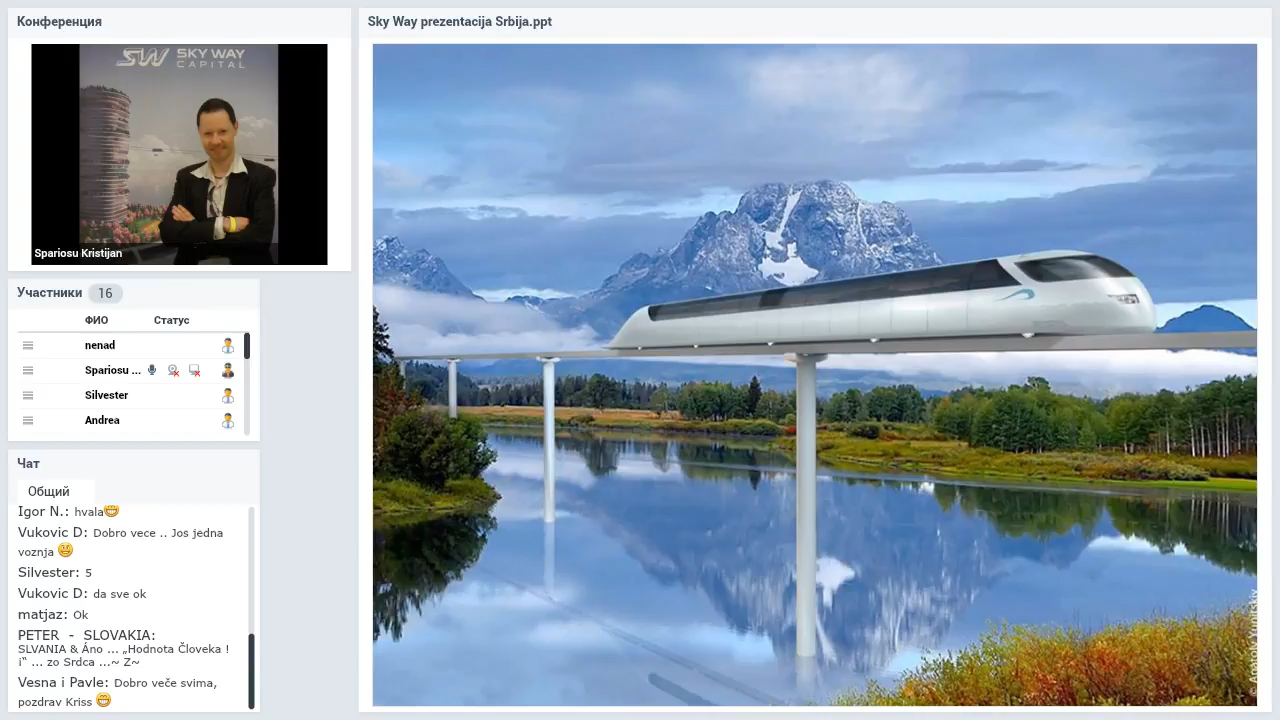 Конференция
SKY WAY
CAPITAL
Spariosu Kristijan
Участники 16
ФИО Статус
nenad
Spariosu ...
Silvester
Andrea
Чат
Общий
Igor N.: hvala
Vukovic D: Dobro vece .. Jos jedna
voznja
Silvester: 5
Vukovic D: da sve ok
matjaz: Ok
PETER - SLOVAKIA:
SLVANIA & Áno ... „Hodnota Človeka !
i“ ... zo Srdca ...~ Z~
Vesna i Pavle: Dobro veče svima,
pozdrav Kriss
Sky Way prezentacija Srbija.ppt
© Anatoly Yunitsky